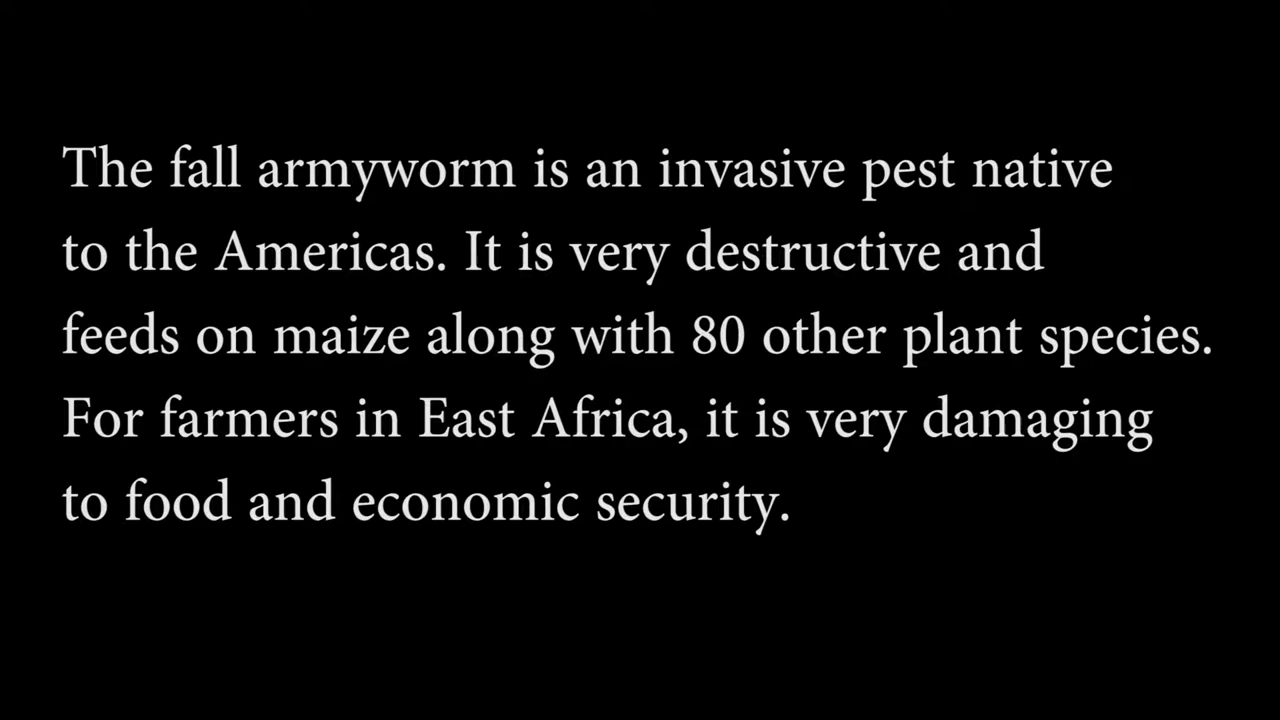 The fall armyworm is an invasive pest native
to the Americas. It is very destructive and
feeds on maize along with 80 other plant species.
For farmers in East Africa, it is very damaging
to food and economic security.